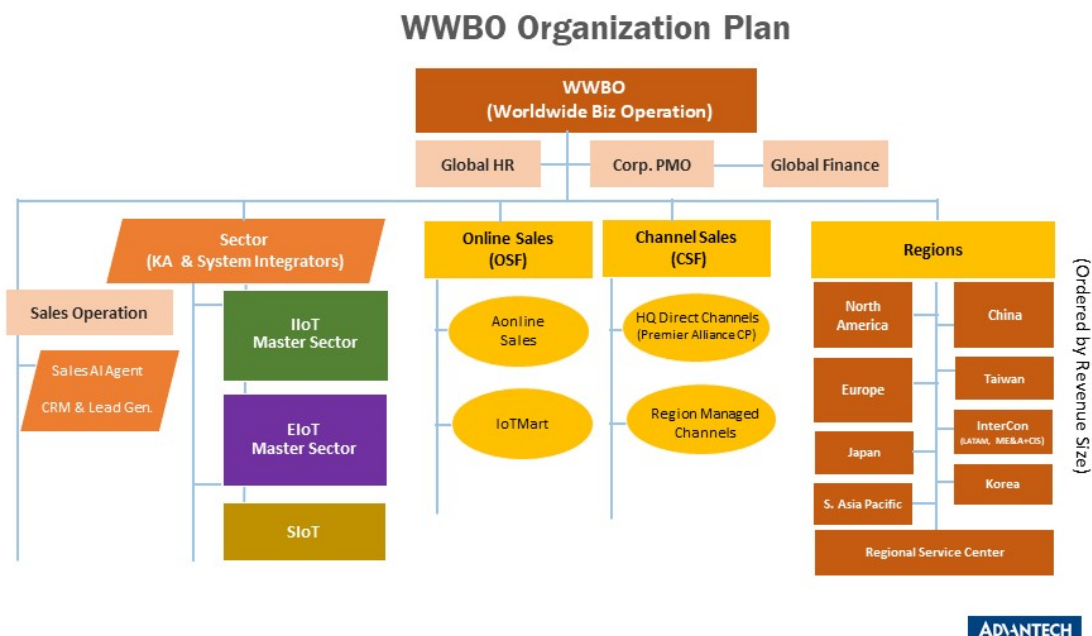 WWBO Organization Plan
WWBO
(Worldwide Biz Operation)
Global HR
Corp. PMO
Global Finance
Sector
(KA & System Integrators)
Online Sales
(OSF)
Channel Sales
(CSF)
Regions
Sales Operation
Sales AI Agent
CRM & Lead Gen.
IIoT
Master Sector
EIoT
Master Sector
SIoT
Aonline
Sales
IoTMart
HQ Direct Channels
(Premier Alliance CP)
Region Managed
Channels
North
America
China
Europe
Taiwan
InterCon
(LATAM, ME&A+CIS)
Japan
Korea
S. Asia Pacific
Regional Service Center
(Ordered by Revenue Size)
ADVANTECH